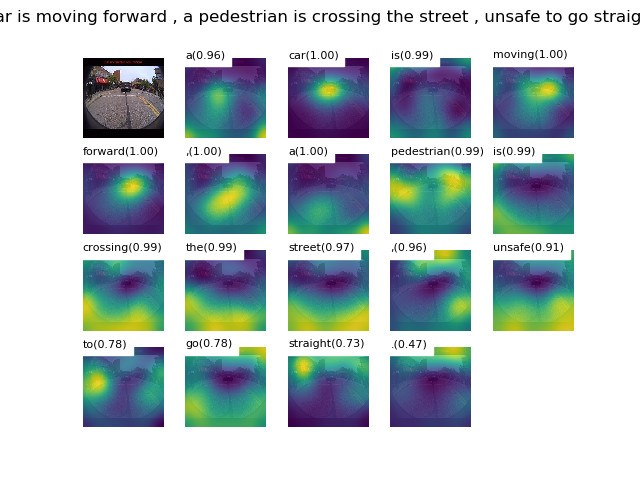 ar is moving forward , a pedestrian is crossing the street , unsafe to go straig
a(0.96)
car(1.00)
is(0.99)
moving(1.00)
forward(1.00)
,(1.00)
a(1.00)
pedestrian(0.99)
is(0.99)
crossing(0.99)
the(0.99)
street(0.97)
,(0.96)
unsafe(0.91)
to(0.78)
go(0.78)
straight(0.73)
.(0.47)